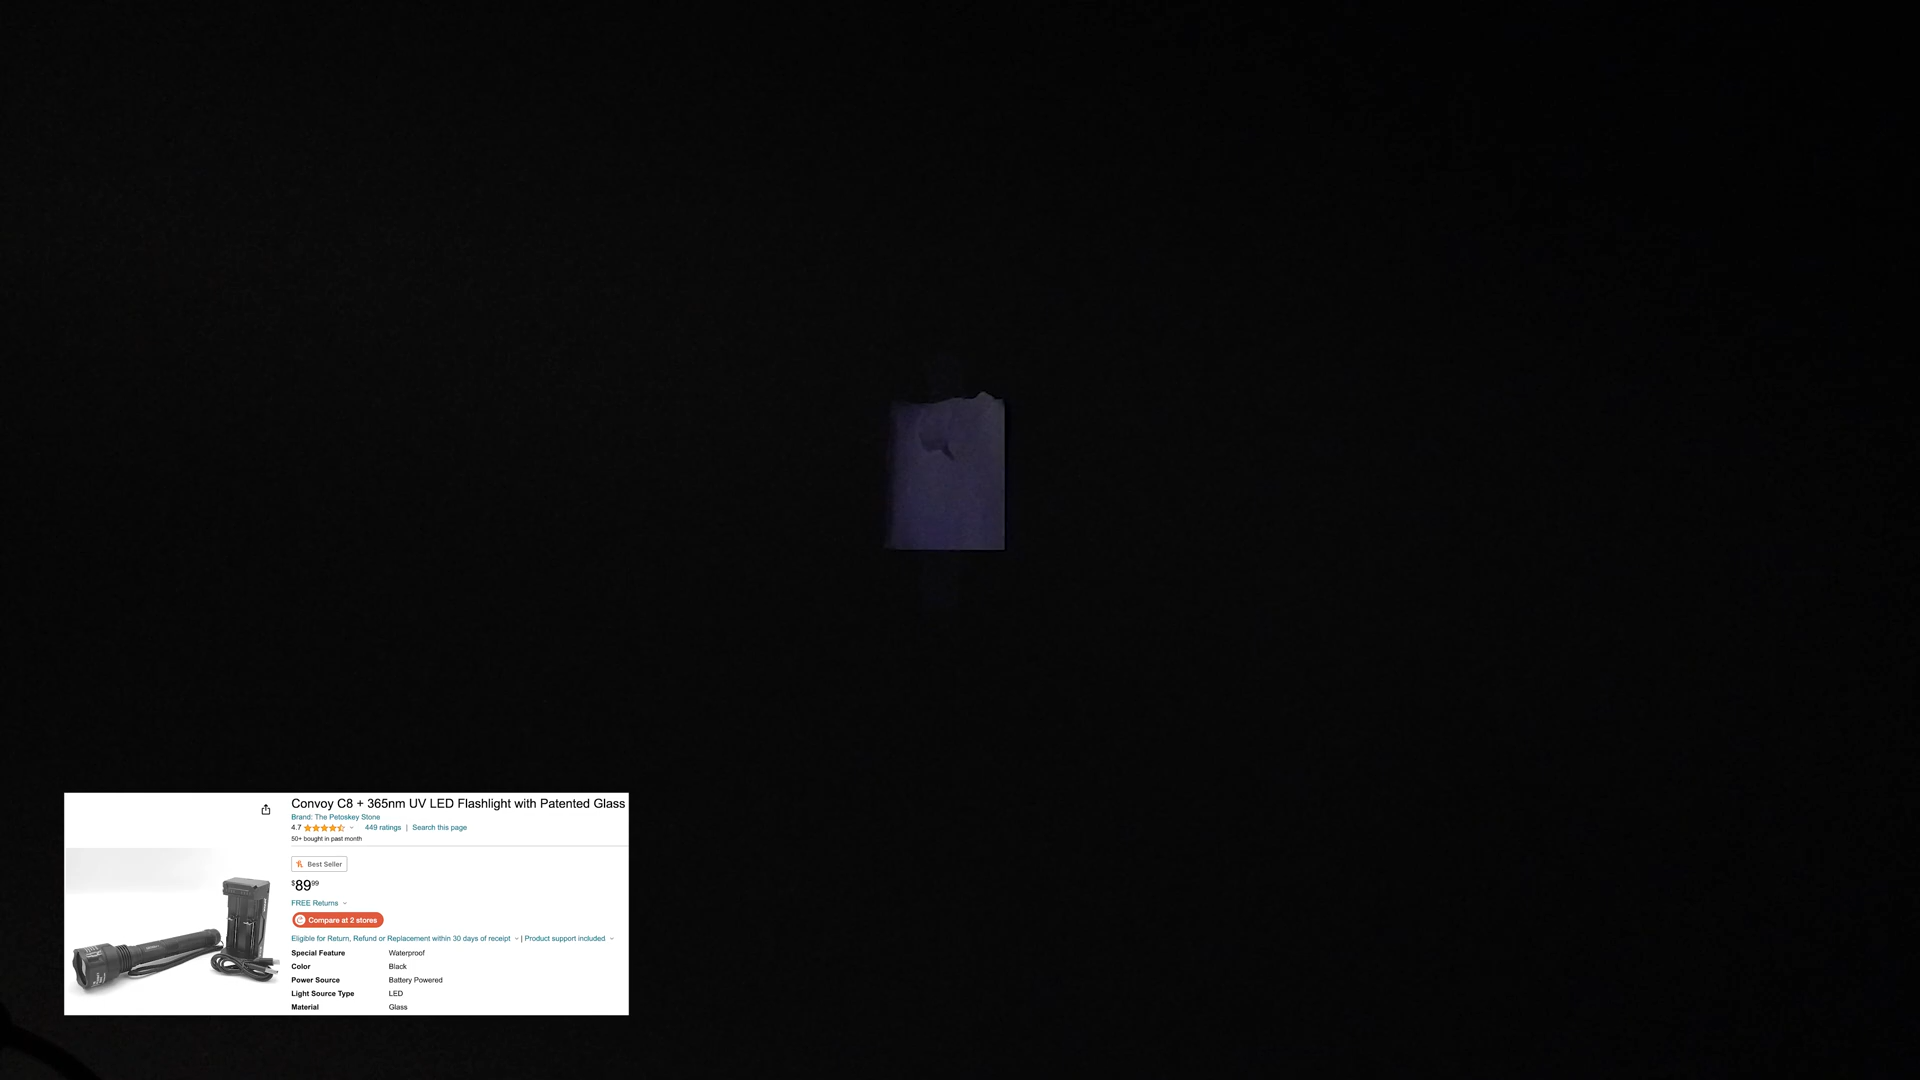 Convoy C8 + 365nm UV LED Flashlight with Patented Glass
Brand: The Petoskey Stone
4.7 449 ratings | Search this page
50+ bought in past month
Best Seller
$89.99
FREE Returns
Compare at 2 stores
Eligible for Return, Refund or Replacement within 30 days of receipt | Product support included
Special Feature Waterproof
Color Black
Power Source Battery Powered
Light Source Type LED
Material Glass